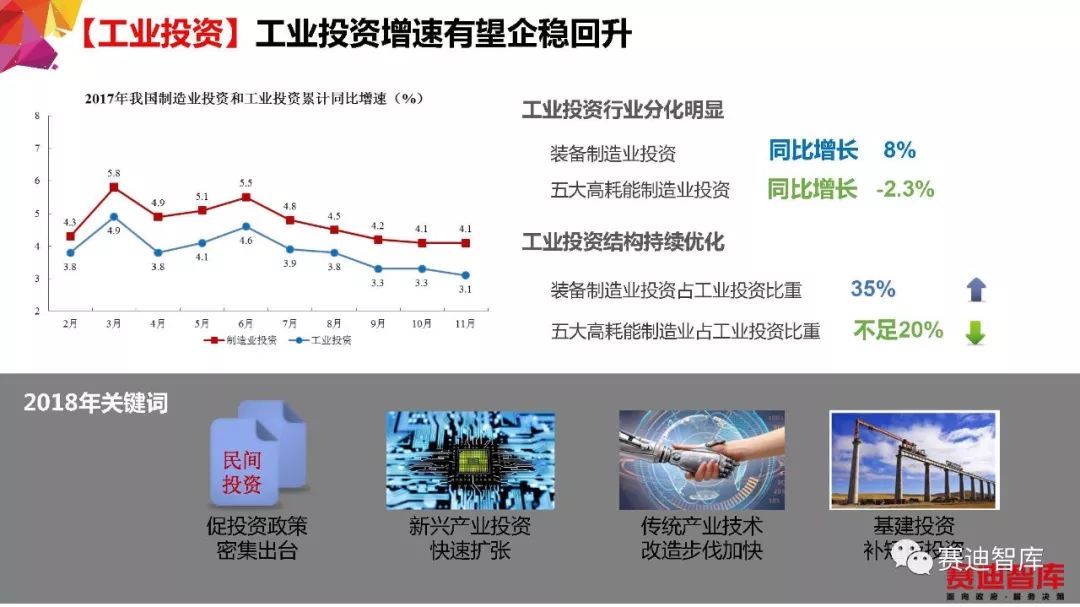 【工业投资】工业投资增速有望企稳回升
2017年我国制造业投资和工业投资累计同比增速（%）
8
7
6
5
4
3
2
4.3
5.8
4.9
5.1
5.5
4.8
4.5
4.2
4.1
4.1
3.8
4.9
3.8
4.1
4.6
3.9
3.8
3.3
3.3
3.1
2月
3月
4月
5月
6月
7月
8月
9月
10月
11月
制造业投资
工业投资
工业投资行业分化明显
装备制造业投资 同比增长 8%
五大高耗能制造业投资 同比增长 -2.3%
工业投资结构持续优化
装备制造业投资占工业投资比重 35%
五大高耗能制造业占工业投资比重 不足20%
2018年关键词
民间
投资
促投资政策
密集出台
新兴产业投资
快速扩张
传统产业技术
改造步伐加快
基建投资
补短板投资
赛迪智库
赛迪智库
面向政府·服务决策